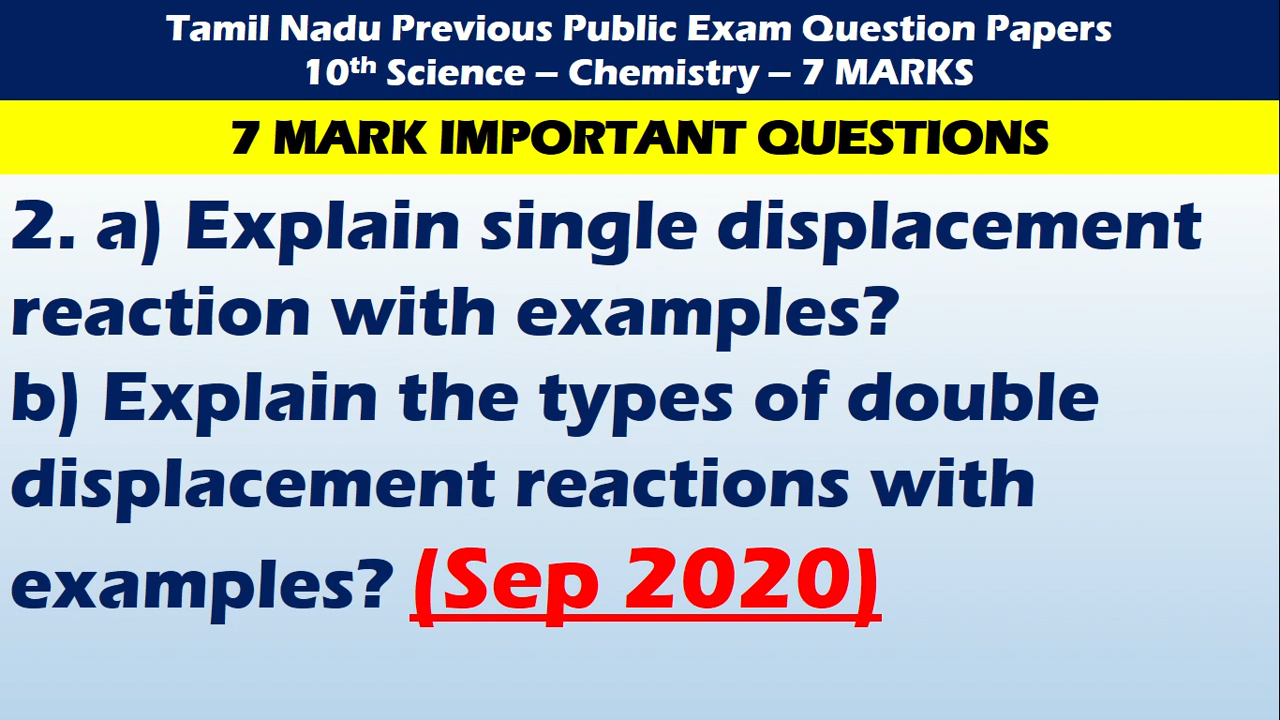 Tamil Nadu Previous Public Exam Question Papers
10th Science – Chemistry – 7 MARKS
7 MARK IMPORTANT QUESTIONS
2. a) Explain single displacement
reaction with examples?
b) Explain the types of double
displacement reactions with
examples? (Sep 2020)